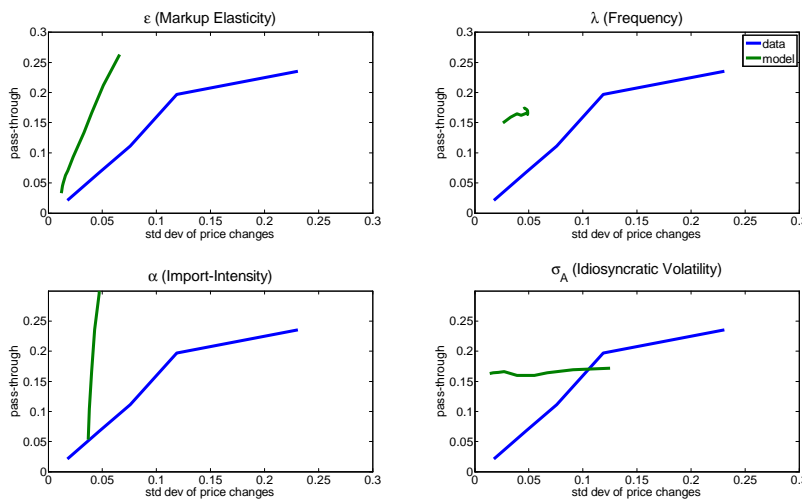 ε (Markup Elasticity)
0.3
0.25
0.2
0.15
0.1
0.05
0
pass-through
0 0.05 0.1 0.15 0.2 0.25 0.3
std dev of price changes
λ (Frequency)
data
model
0.3
0.25
0.2
0.15
0.1
0.05
0
pass-through
0 0.05 0.1 0.15 0.2 0.25 0.3
std dev of price changes
α (Import-Intensity)
0.25
0.2
0.15
0.1
0.05
0
pass-through
0 0.05 0.1 0.15 0.2 0.25 0.3
std dev of price changes
σA (Idiosyncratic Volatility)
0.25
0.2
0.15
0.1
0.05
0
pass-through
0 0.05 0.1 0.15 0.2 0.25 0.3
std dev of price changes